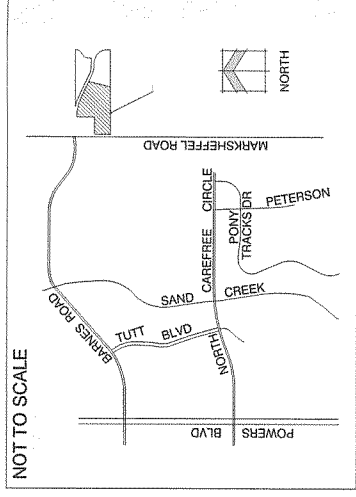 NOT TO SCALE
NORTH
MARKSHEFFEL ROAD
BARNES ROAD
TUTT BLVD
SAND CREEK
NORTH CAREFREE CIRCLE
PONY
TRACKS DR
PETERSON
POWERS
BLVD